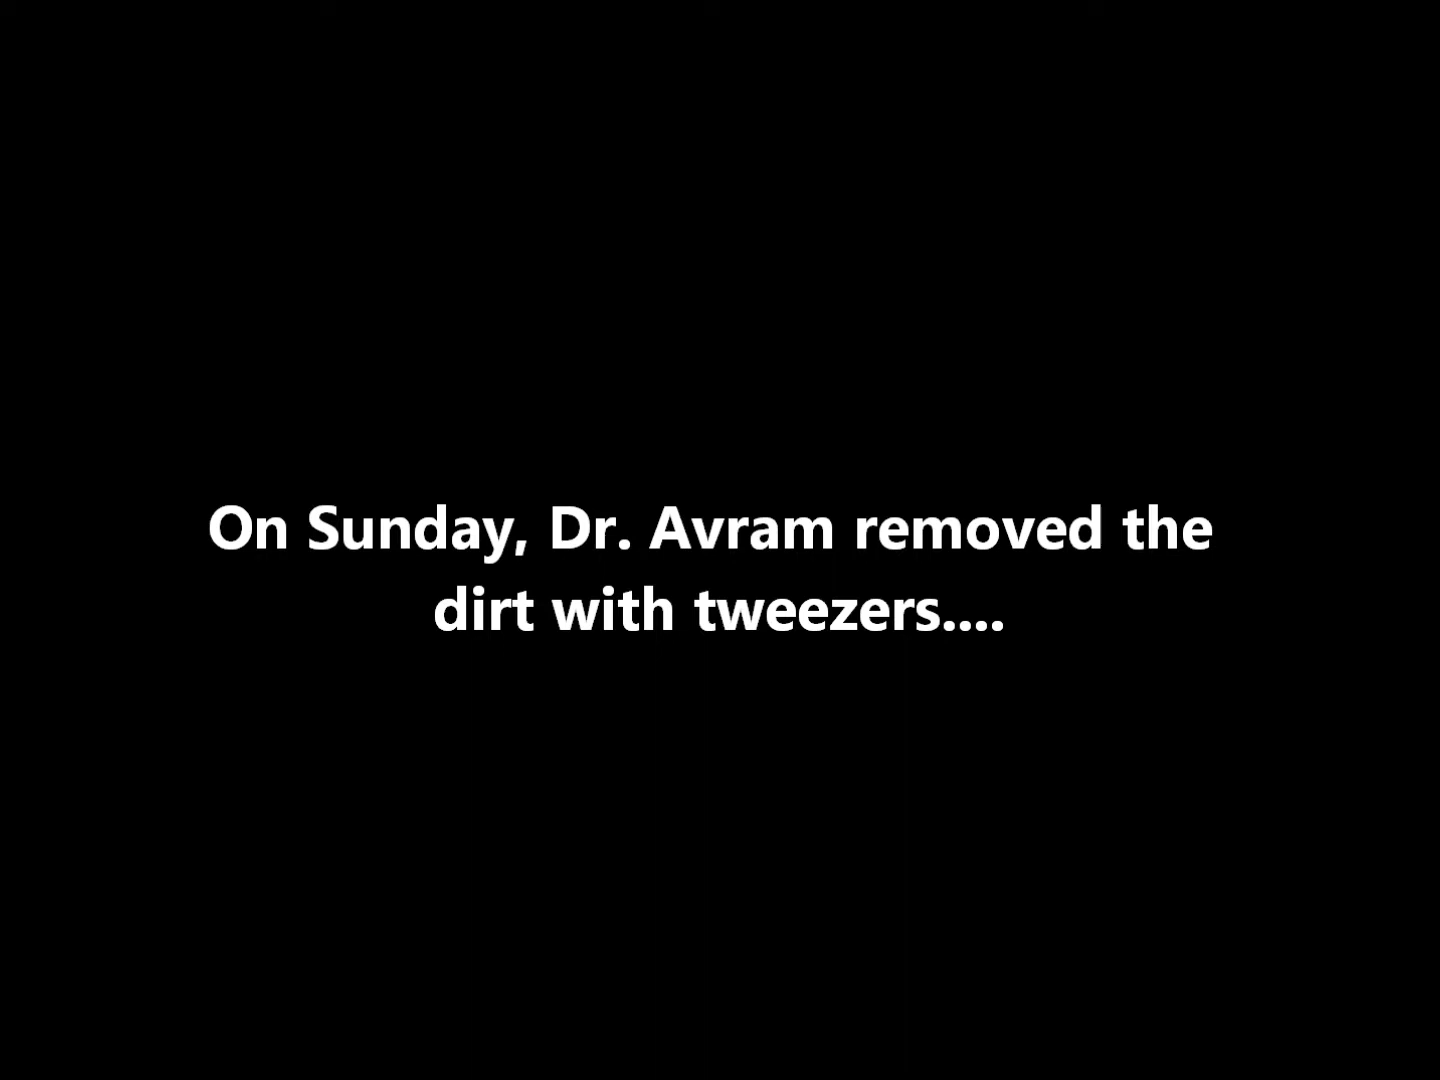 On Sunday, Dr. Avram removed the
dirt with tweezers....